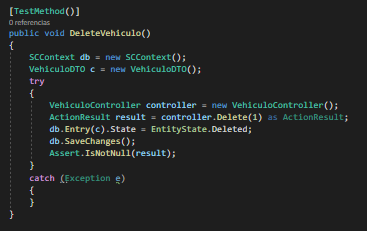 [TestMethod()]
0 referencias
public void DeleteVehiculo()
{
SCContext db = new SCContext();
VehiculoDTO c = new VehiculoDTO();
try
{
VehiculoController controller = new VehiculoController();
ActionResult result = controller.Delete(1) as ActionResult;
db.Entry(c).State = EntityState.Deleted;
db.SaveChanges();
Assert.IsNotNull(result);
}
catch (Exception e)
{
}
}